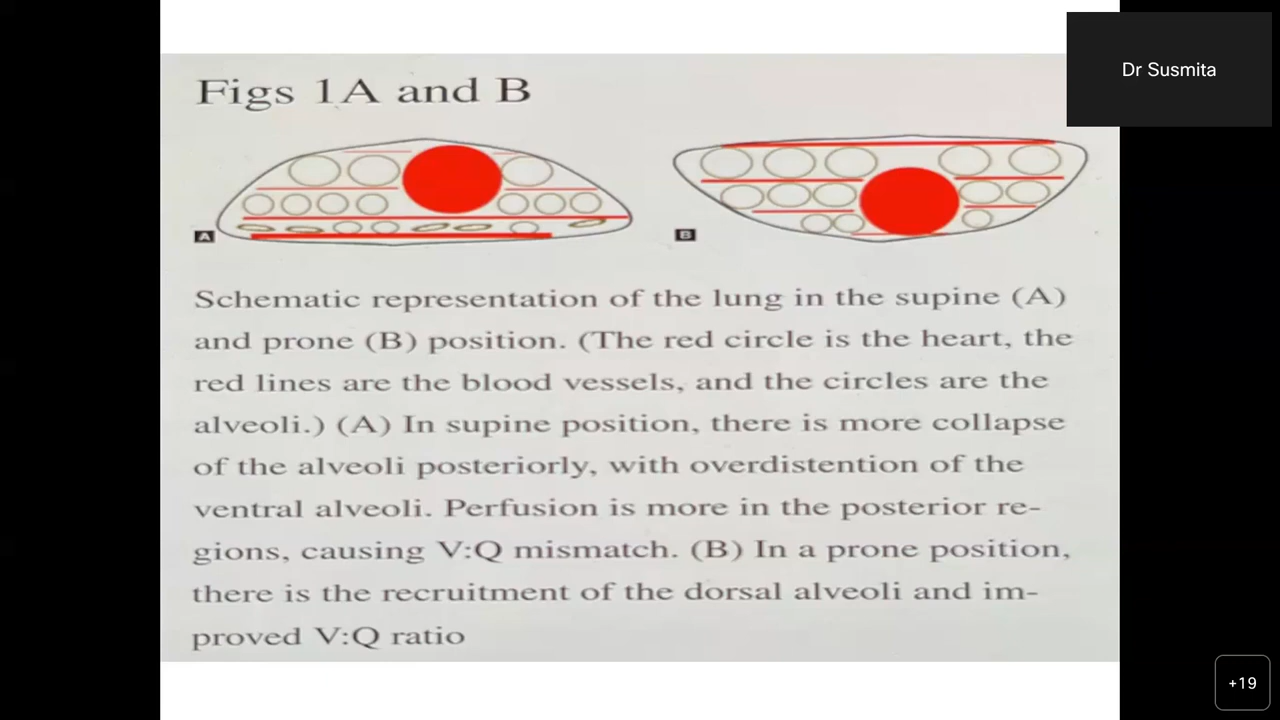 Dr Susmita
Figs 1A and B
A
B
Schematic representation of the lung in the supine (A)
and prone (B) position. (The red circle is the heart, the
red lines are the blood vessels, and the circles are the
alveoli.) (A) In supine position, there is more collapse
of the alveoli posteriorly, with overdistention of the
ventral alveoli. Perfusion is more in the posterior re-
gions, causing V:Q mismatch. (B) In a prone position,
there is the recruitment of the dorsal alveoli and im-
proved V:Q ratio
+19